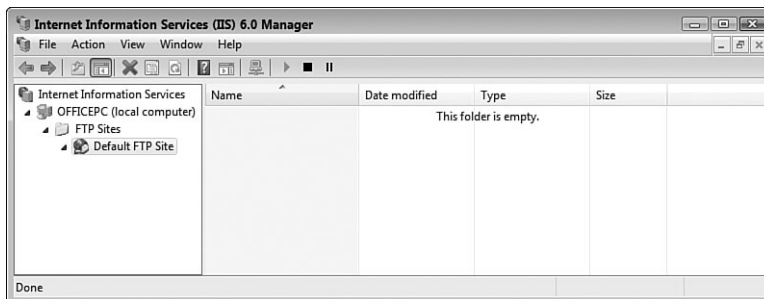 Internet Information Services (IIS) 6.0 Manager
File Action View Window Help
Internet Information Services
OFFICEPC (local computer)
FTP Sites
Default FTP Site
Name Date modified Type Size
This folder is empty.
Done